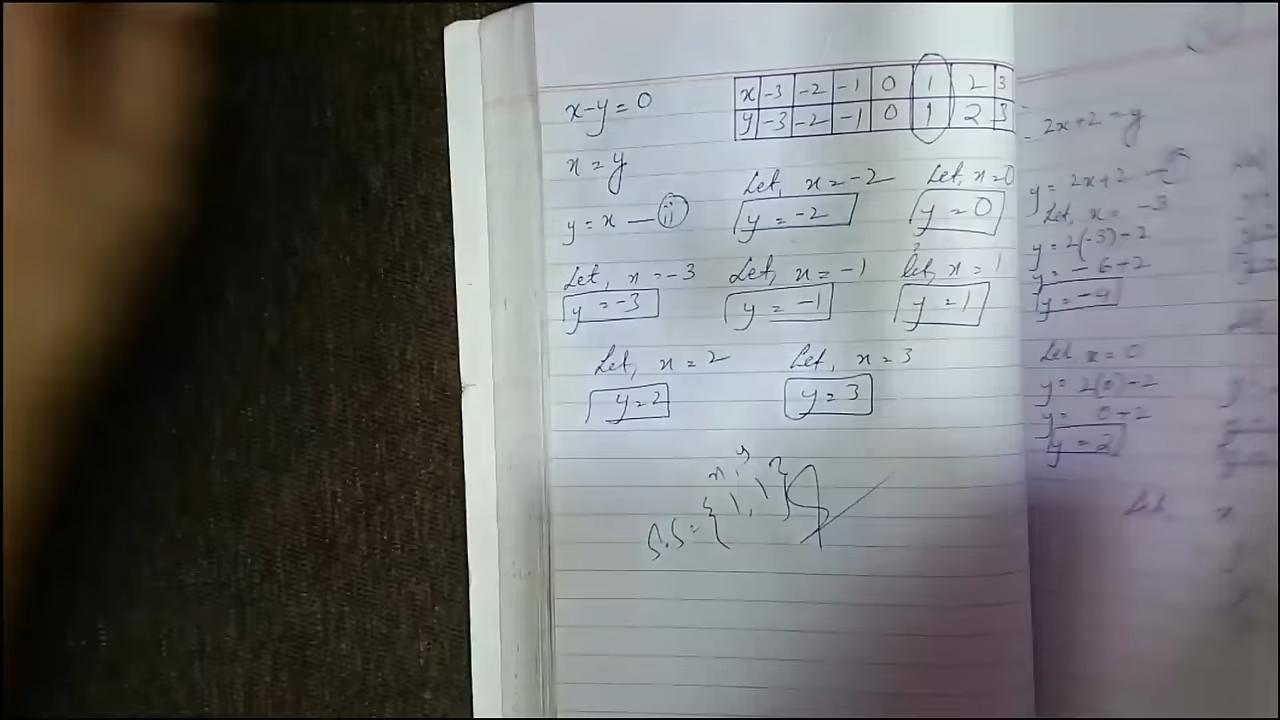 x-y=0
x -3 -2 -1 0 1 2 3
y -3 -2 -1 0 1 2 3
x = y
y = x — (ii)
Let, x = -2
y = -2
Let, x=0
y = 0
Let, x = -3
y = -3
Let, x = -1
y = -1
Let, x = 1
y = 1
Let, x = 2
y = 2
Let, x = 3
y = 3
x, y
S.S = {1, 1}
2x+2 = y
y = 2x+2
Let, x = -3
y = 2(-3)-2
y = -6+2
y = -4
Let x = 0
y = 2(0)-2
y = 0+2
y = 2
Let, x